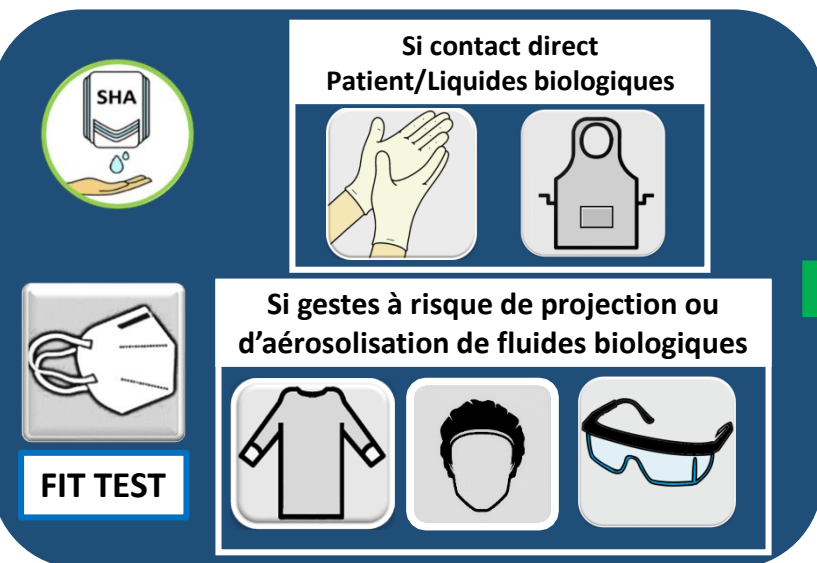 SHA
Si contact direct
Patient/Liquides biologiques
Si gestes à risque de projection ou
d’aérosolisation de fluides biologiques
FIT TEST